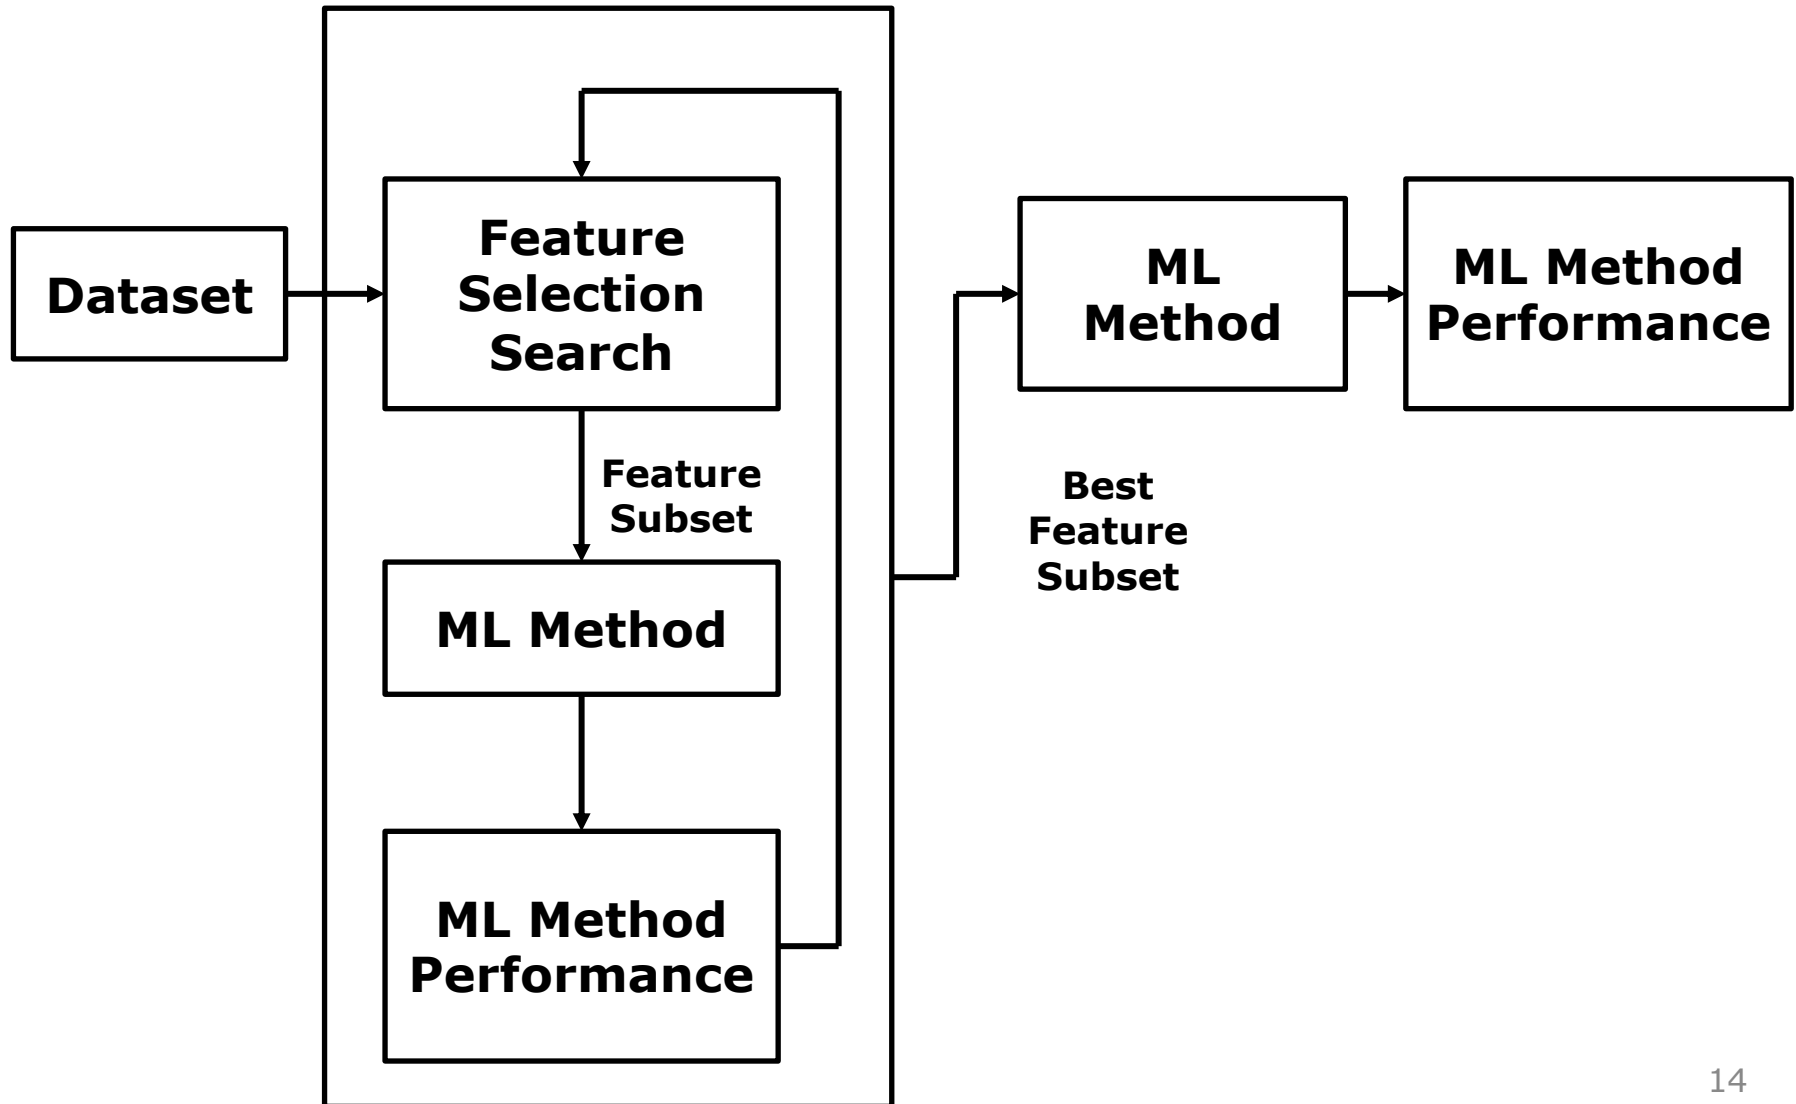 Dataset
Feature
Selection
Search
Feature
Subset
ML Method
ML Method
Performance
Best
Feature
Subset
ML
Method
ML Method
Performance
14